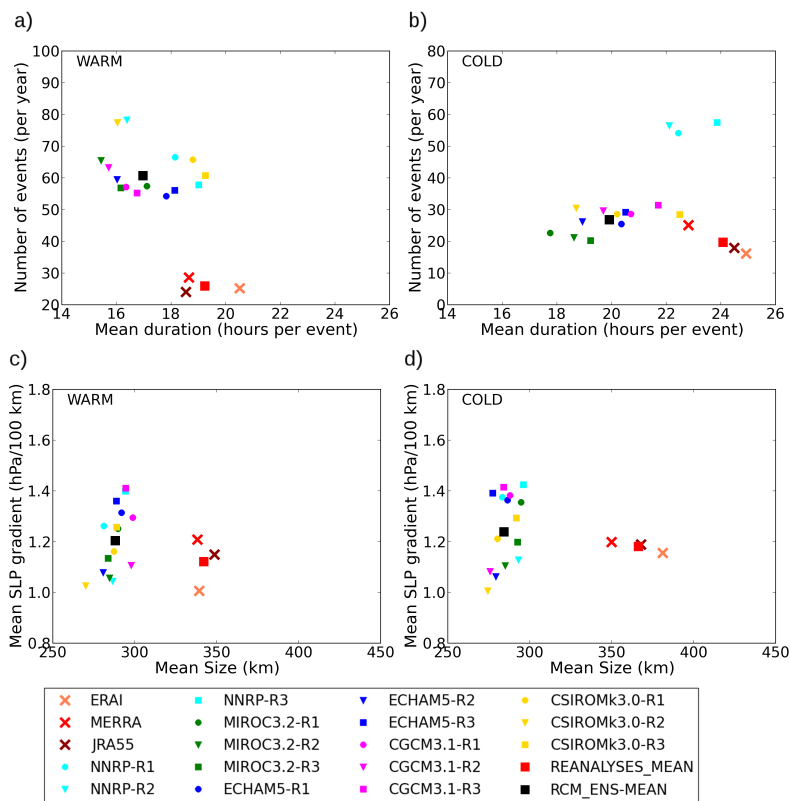 a)
b)
WARM
COLD
Number of events (per year)
100
90
80
70
60
50
40
30
20
14 16 18 20 22 24 26
Mean duration (hours per event)
Number of events (per year)
80
70
60
50
40
30
20
10
0
14 16 18 20 22 24 26
Mean duration (hours per event)
c)
d)
WARM
COLD
Mean SLP gradient (hPa/100 km)
1.8
1.6
1.4
1.2
1.0
0.8
250 300 350 400 450
Mean Size (km)
Mean SLP gradient (hPa/100 km)
1.8
1.6
1.4
1.2
1.0
0.8
250 300 350 400 450
Mean Size (km)
ERAI
MERRA
JRA55
NNRP-R1
NNRP-R2
NNRP-R3
MIROC3.2-R1
MIROC3.2-R2
MIROC3.2-R3
ECHAM5-R1
ECHAM5-R2
ECHAM5-R3
CGCM3.1-R1
CGCM3.1-R2
CGCM3.1-R3
CSIROMk3.0-R1
CSIROMk3.0-R2
CSIROMk3.0-R3
REANALYSES_MEAN
RCM_ENS-MEAN